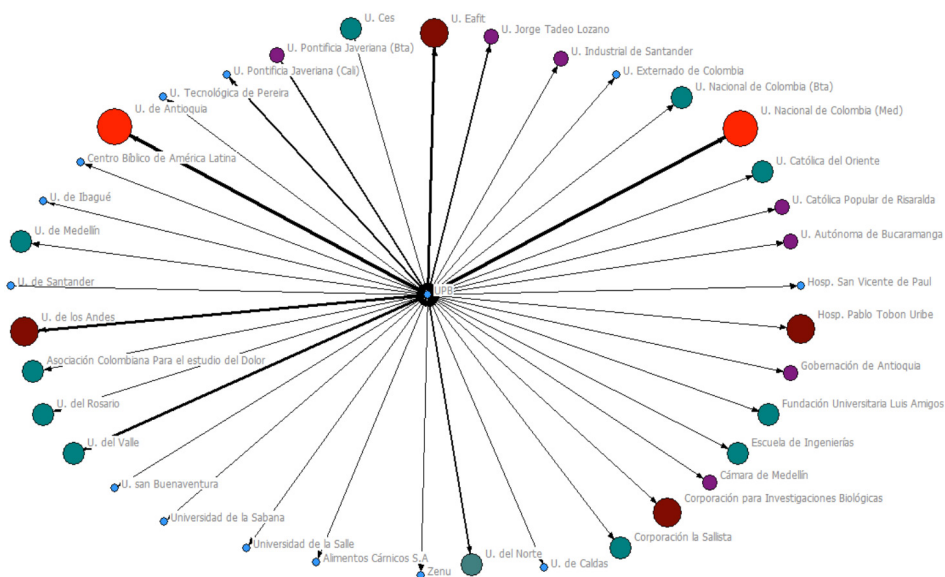 U. Ces
U. Eafit
U. Jorge Tadeo Lozano
U. Pontificia Javeriana (Bta)
U. Industrial de Santander
U. Pontificia Javeriana (Cali)
U. Externado de Colombia
U. Tecnológica de Pereira
U. Nacional de Colombia (Bta)
U. de Antioquia
U. Nacional de Colombia (Med)
Centro Bíblico de América Latina
U. Católica del Oriente
U. de Ibagué
U. Católica Popular de Risaralda
U. de Medellín
U. Autónoma de Bucaramanga
U. de Santander
UPB
Hosp. San Vicente de Paul
U. de los Andes
Hosp. Pablo Tobon Uribe
Asociación Colombiana Para el estudio del Dolor
Gobernación de Antioquia
U. del Rosario
Fundación Universitaria Luis Amigos
U. del Valle
Escuela de Ingenierías
U. san Buenaventura
Cámara de Medellín
Corporación para Investigaciones Biológicas
Universidad de la Sabana
Corporación la Sallista
Universidad de la Salle
Alimentos Cárnicos S.A
U. del Norte
U. de Caldas
Zenu